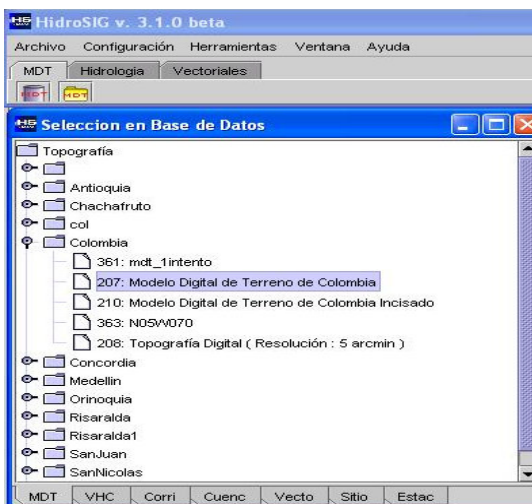 HidroSIG v. 3.1.0 beta
Archivo Configuración Herramientas Ventana Ayuda
MDT Hidrologia Vectoriales
MDT MDT
Seleccion en Base de Datos
Topografía
Antioquia
Chachafruto
col
Colombia
361: mdt_1intento
207: Modelo Digital de Terreno de Colombia
210: Modelo Digital de Terreno de Colombia Incisado
363: N05W070
208: Topografía Digital ( Resolución : 5 arcmin )
Concordia
Medellin
Orinoquia
Risaralda
Risaralda1
SanJuan
SanNicolas
MDT VHC Corri Cuenc Vecto Sitio Estac